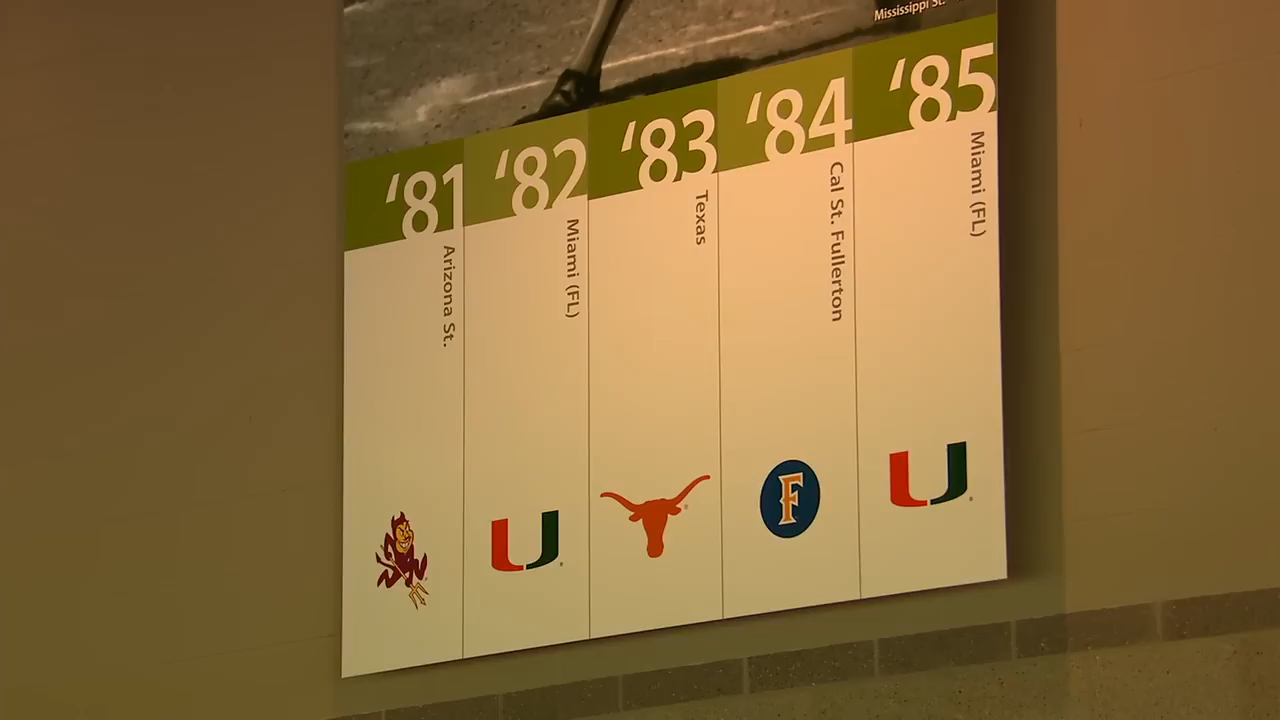 Mississippi St.
‘81
Arizona St.
‘82
Miami (FL)
‘83
Texas
‘84
Cal St. Fullerton
‘85
Miami (FL)
U
F
U